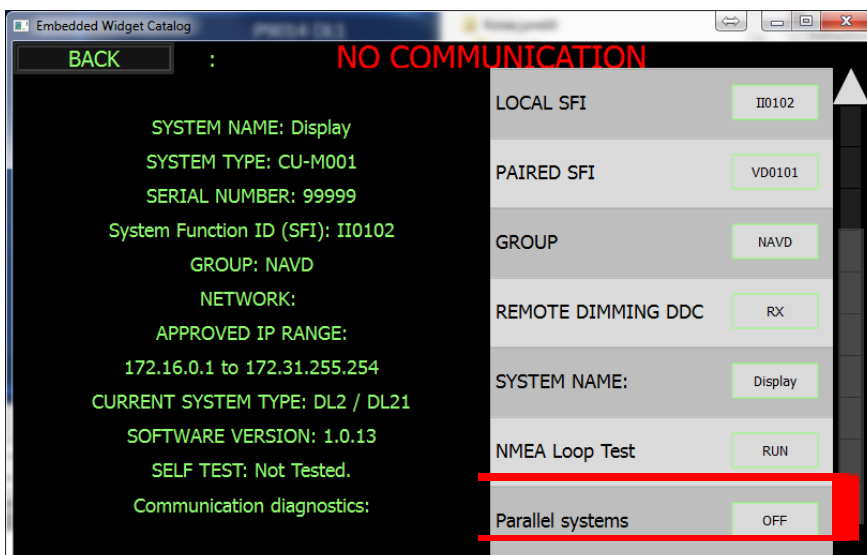 Embedded Widget Catalog
BACK
:
NO COMMUNICATION
SYSTEM NAME: Display
SYSTEM TYPE: CU-M001
SERIAL NUMBER: 99999
System Function ID (SFI): II0102
GROUP: NAVD
NETWORK:
APPROVED IP RANGE:
172.16.0.1 to 172.31.255.254
CURRENT SYSTEM TYPE: DL2 / DL21
SOFTWARE VERSION: 1.0.13
SELF TEST: Not Tested.
Communication diagnostics:
LOCAL SFI II0102
PAIRED SFI VD0101
GROUP NAVD
REMOTE DIMMING DDC RX
SYSTEM NAME: Display
NMEA Loop Test RUN
Parallel systems OFF